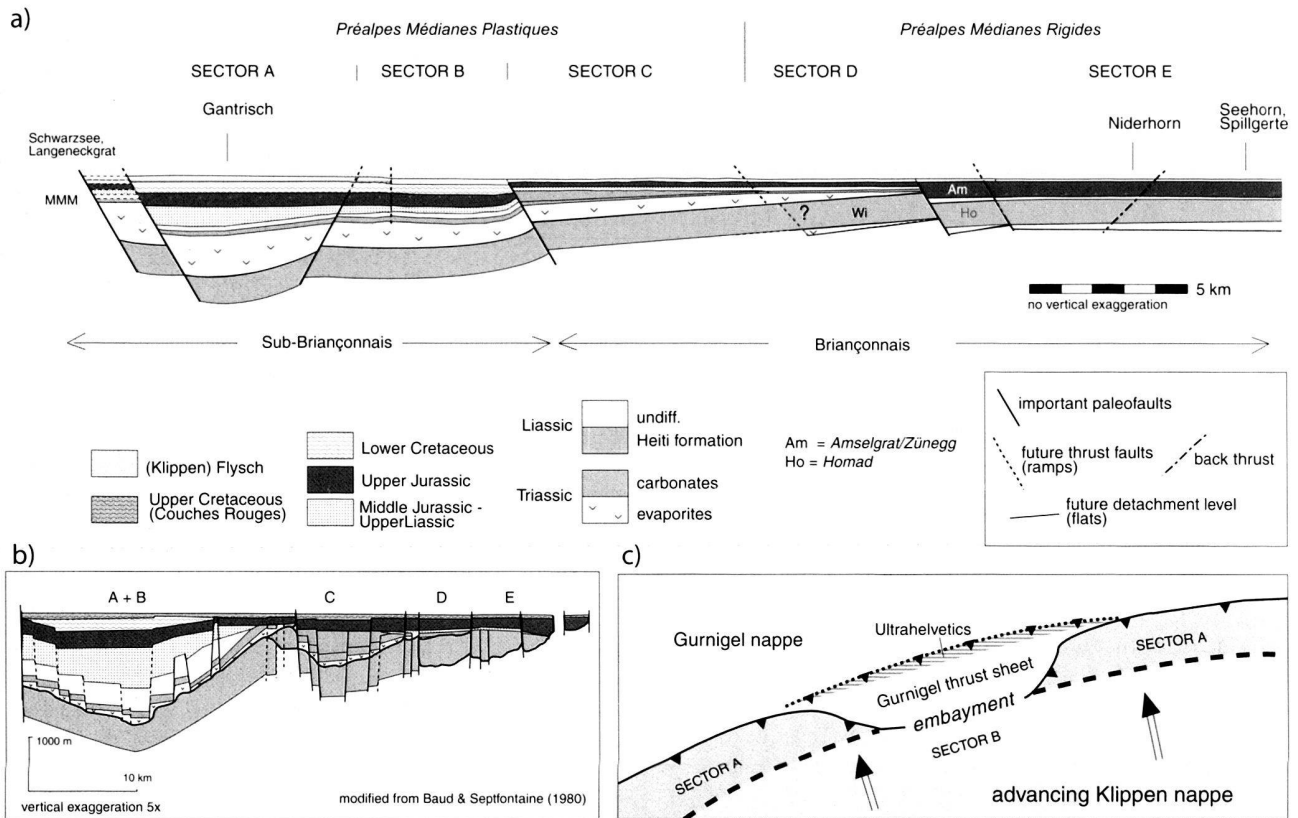 a)
Préalpes Médianes Plastiques
Préalpes Médianes Rigides
SECTOR A
SECTOR B
SECTOR C
SECTOR D
SECTOR E
Gantrisch
Niderhorn
Seehorn,
Spillgerte
Schwarzsee,
Langeneckgrat
MMM
Am
?
Wi
Ho
5 km
no vertical exaggeration
Sub-Briançonnais
Briançonnais
(Klippen) Flysch
Upper Cretaceous
(Couches Rouges)
Lower Cretaceous
Upper Jurassic
Middle Jurassic -
UpperLiassic
Liassic
undiff.
Heiti formation
Triassic
carbonates
evaporites
Am = Amselgrat/Zünegg
Ho = Homad
important paleofaults
future thrust faults
(ramps)
back thrust
future detachment level
(flats)
b)
A + B
C
D
E
1000 m
10 km
vertical exaggeration 5x
modified from Baud & Septfontaine (1980)
c)
Gurnigel nappe
Ultrahelvetics
SECTOR A
Gurnigel thrust sheet
embayment
SECTOR B
SECTOR A
advancing Klippen nappe